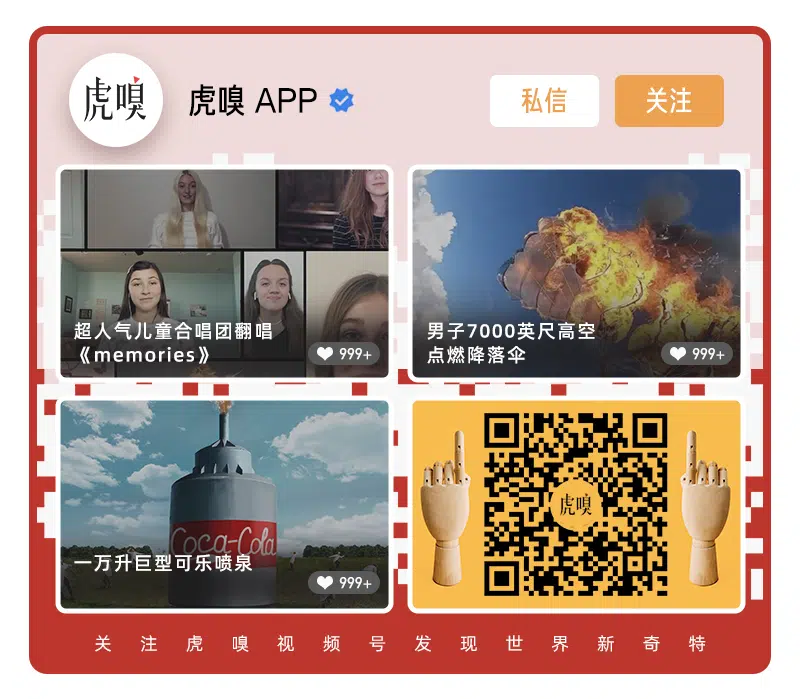 虎嗅
虎嗅 APP
私信
关注
超人气儿童合唱团翻唱
《memories》
999+
男子7000英尺高空
点燃降落伞
999+
Coca-Cola
一万升巨型可乐喷泉
999+
虎嗅
关注虎嗅视频号发现世界新奇特